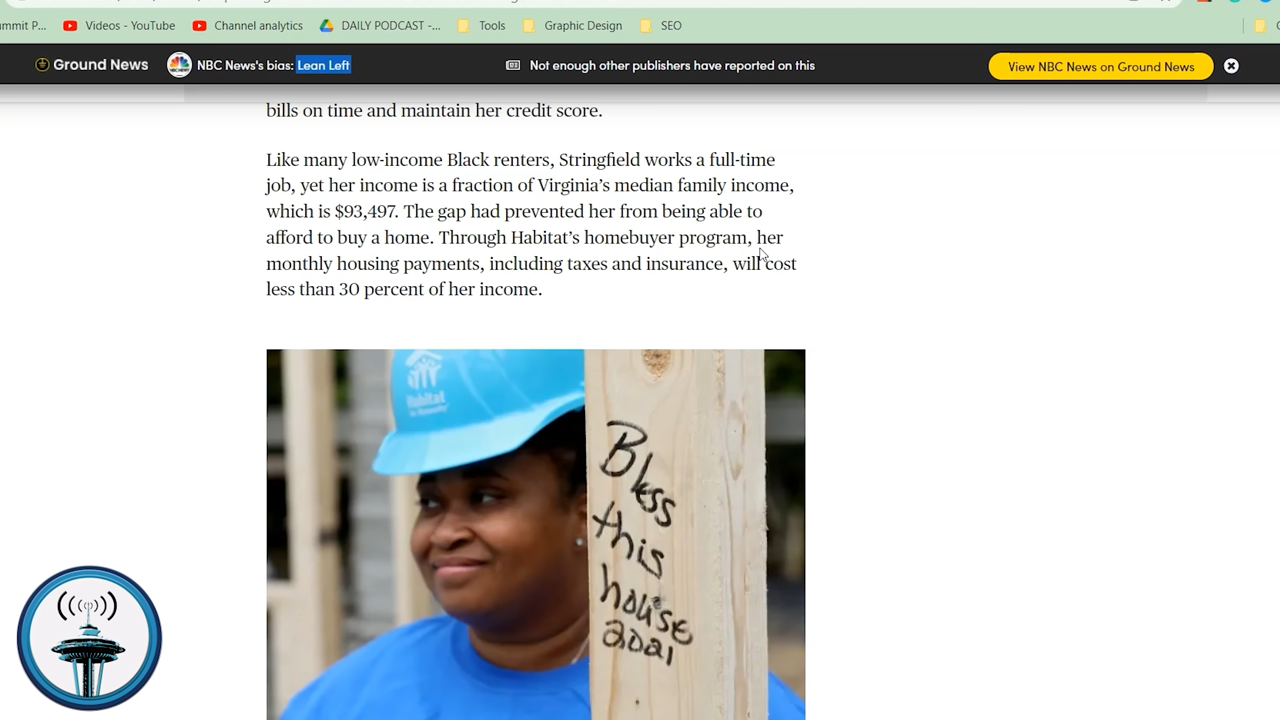 Videos - YouTube
Channel analytics
DAILY PODCAST -...
Tools
Graphic Design
SEO
Ground News
NBC News's bias: Lean Left
Not enough other publishers have reported on this
View NBC News on Ground News
bills on time and maintain her credit score.
Like many low-income Black renters, Stringfield works a full-time
job, yet her income is a fraction of Virginia’s median family income,
which is $93,497. The gap had prevented her from being able to
afford to buy a home. Through Habitat’s homebuyer program, her
monthly housing payments, including taxes and insurance, will cost
less than 30 percent of her income.
Habitat
for Humanity
Bless
this
house
2021